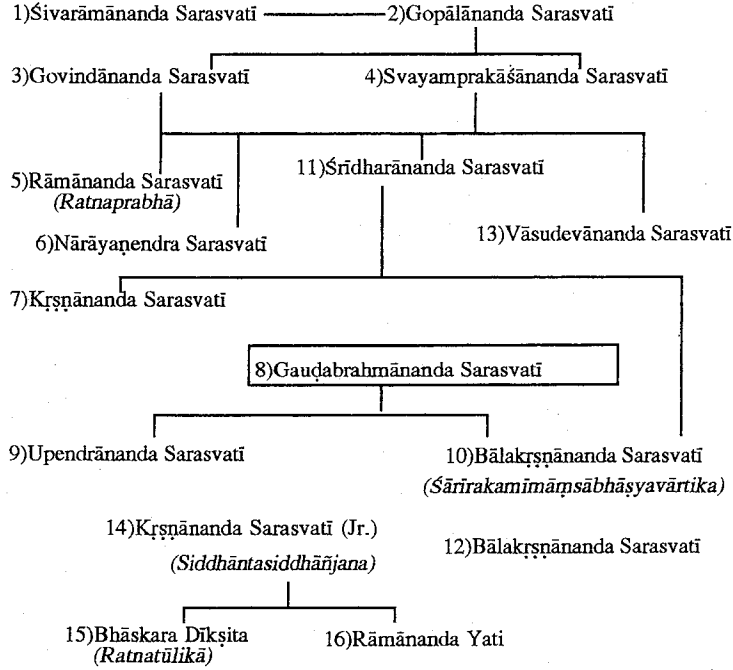 1)Śivarāmānanda Sarasvatī 2)Gopālānanda Sarasvatī
3)Govindānanda Sarasvatī 4)Svayamprakāśānanda Sarasvatī
11)Śrīdharānanda Sarasvatī
5)Rāmānanda Sarasvatī
(Ratnaprabhā)
6)Nārāyaṇendra Sarasvatī 13)Vāsudevānanda Sarasvatī
7)Kṛṣṇānanda Sarasvatī
8)Gauḍabrahmānanda Sarasvatī
9)Upendrānanda Sarasvatī 10)Bālakṛṣṇānanda Sarasvatī
(Śārīrakamīmāṃsābhāṣyavārtika)
14)Kṛṣṇānanda Sarasvatī (Jr.)
12)Bālakṛṣṇānanda Sarasvatī
(Siddhāntasiddhāñjana)
15)Bhāskara Dīkṣita 16)Rāmānanda Yati
(Ratnatūlikā)